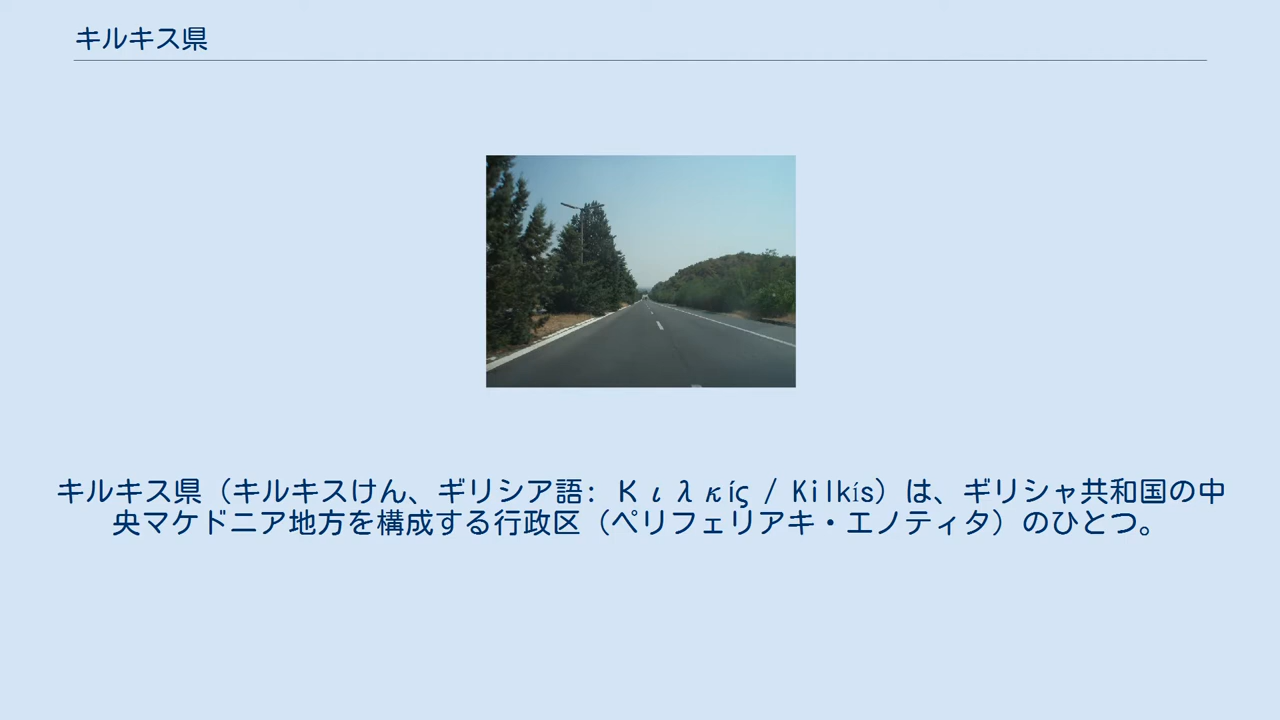 キルキス県
キルキス県（キルキスけん、ギリシア語: Κιλκίς / Kilkís）は、ギリシャ共和国の中
央マケドニア地方を構成する行政区（ペリフェリアキ・エノティタ）のひとつ。